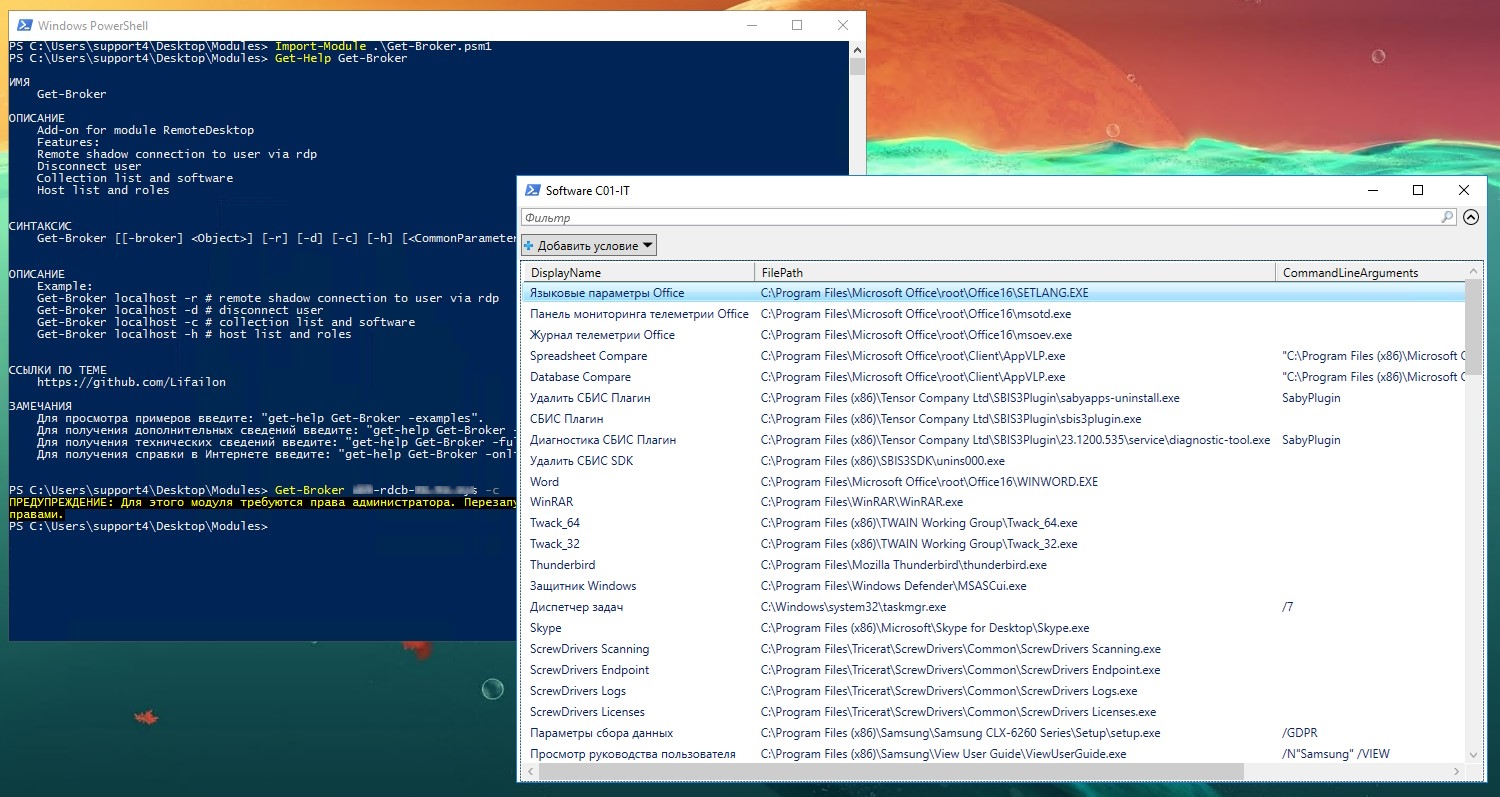 Windows PowerShell
PS C:\Users\support4\Desktop\Modules> Import-Module .\Get-Broker.psm1
PS C:\Users\support4\Desktop\Modules> Get-Help Get-Broker
ИМЯ
Get-Broker
ОПИСАНИЕ
Add-on for module RemoteDesktop
Features:
Remote shadow connection to user via rdp
Disconnect user
Collection list and software
Host list and roles
СИНТАКСИС
Get-Broker [[-broker] <Object>] [-r] [-d] [-c] [-h] [<CommonParameter
ОПИСАНИЕ
Example:
Get-Broker localhost -r # remote shadow connection to user via rdp
Get-Broker localhost -d # disconnect user
Get-Broker localhost -c # collection list and software
Get-Broker localhost -h # host list and roles
ССЫЛКИ ПО ТЕМЕ
https://github.com/Lifailon
ЗАМЕЧАНИЯ
Для просмотра примеров введите: "get-help Get-Broker -examples".
Для получения дополнительных сведений введите: "get-help Get-Broker -
Для получения технических сведений введите: "get-help Get-Broker -ful
Для получения справки в Интернете введите: "get-help Get-Broker -onli
PS C:\Users\support4\Desktop\Modules> Get-Broker -rdcb- s -c
ПРЕДУПРЕЖДЕНИЕ: Для этого модуля требуются права администратора. Перезапу
правами.
PS C:\Users\support4\Desktop\Modules>
Software C01-IT
Фильтр
Добавить условие
DisplayName FilePath CommandLineArguments
Языковые параметры Office C:\Program Files\Microsoft Office\root\Office16\SETLANG.EXE
Панель мониторинга телеметрии Office C:\Program Files\Microsoft Office\root\Office16\msotd.exe
Журнал телеметрии Office C:\Program Files\Microsoft Office\root\Office16\msoev.exe
Spreadsheet Compare C:\Program Files\Microsoft Office\root\Client\AppVLP.exe "C:\Program Files (x86)\Microsoft O
Database Compare C:\Program Files\Microsoft Office\root\Client\AppVLP.exe "C:\Program Files (x86)\Microsoft O
Удалить СБИС Плагин C:\Program Files (x86)\Tensor Company Ltd\SBIS3Plugin\sabyapps-uninstall.exe SabyPlugin
СБИС Плагин C:\Program Files (x86)\Tensor Company Ltd\SBIS3Plugin\sbis3plugin.exe
Диагностика СБИС Плагин C:\Program Files (x86)\Tensor Company Ltd\SBIS3Plugin\23.1200.535\service\diagnostic-tool.exe SabyPlugin
Удалить СБИС SDK C:\Program Files (x86)\SBIS3SDK\unins000.exe
Word C:\Program Files\Microsoft Office\root\Office16\WINWORD.EXE
WinRAR C:\Program Files\WinRAR\WinRAR.exe
Twack_64 C:\Program Files (x86)\TWAIN Working Group\Twack_64.exe
Twack_32 C:\Program Files (x86)\TWAIN Working Group\Twack_32.exe
Thunderbird C:\Program Files\Mozilla Thunderbird\thunderbird.exe
Защитник Windows C:\Program Files\Windows Defender\MSASCui.exe
Диспетчер задач C:\Windows\system32\taskmgr.exe /7
Skype C:\Program Files (x86)\Microsoft\Skype for Desktop\Skype.exe
ScrewDrivers Scanning C:\Program Files\Tricerat\ScrewDrivers\Common\ScrewDrivers Scanning.exe
ScrewDrivers Endpoint C:\Program Files\Tricerat\ScrewDrivers\Common\ScrewDrivers Endpoint.exe
ScrewDrivers Logs C:\Program Files\Tricerat\ScrewDrivers\Common\ScrewDrivers Logs.exe
ScrewDrivers Licenses C:\Program Files\Tricerat\ScrewDrivers\Common\ScrewDrivers Licenses.exe
Параметры сбора данных C:\Program Files (x86)\Samsung\Samsung CLX-6260 Series\Setup\setup.exe /GDPR
Просмотр руководства пользователя C:\Program Files (x86)\Samsung\View User Guide\ViewUserGuide.exe /N"Samsung" /VIEW